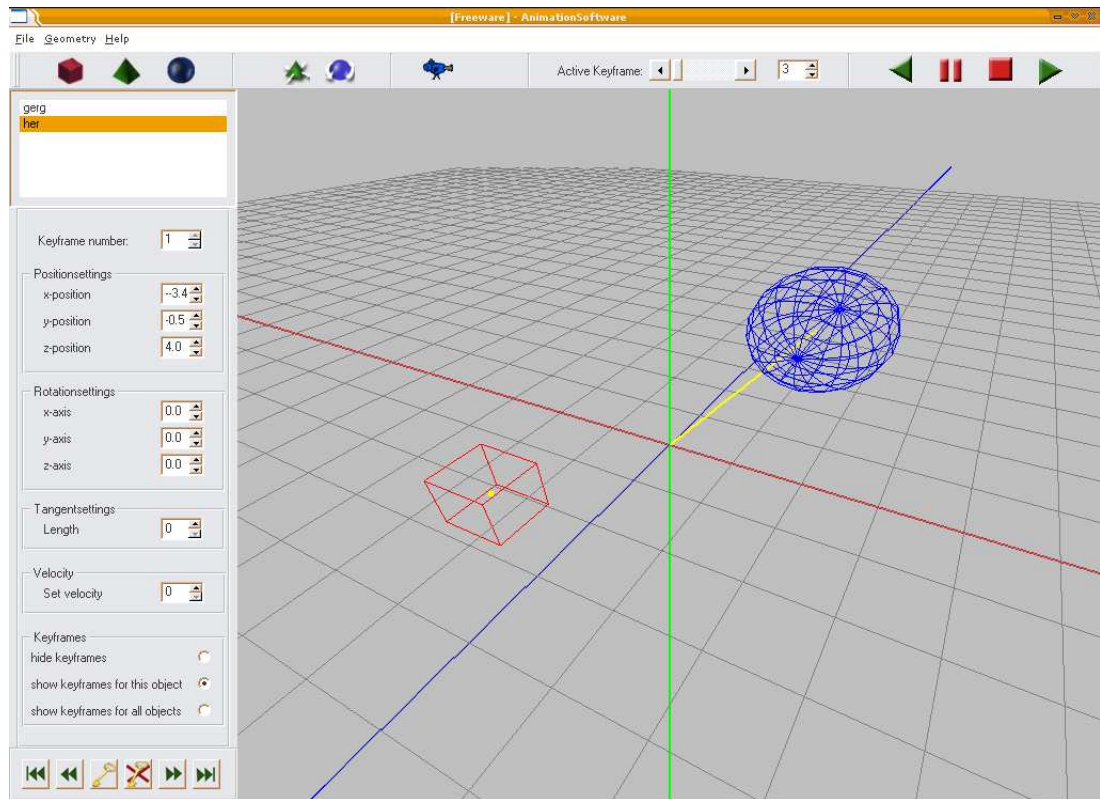 [Freeware] - AnimationSoftware
File Geometry Help
Active Keyframe: 3
gerg
her
Keyframe number: 1
Positionsettings
x-position --3.4
y-position -0.5
z-position 4.0
Rotationsettings
x-axis 0.0
y-axis 0.0
z-axis 0.0
Tangentsettings
Length 0
Velocity
Set velocity 0
Keyframes
hide keyframes
show keyframes for this object
show keyframes for all objects